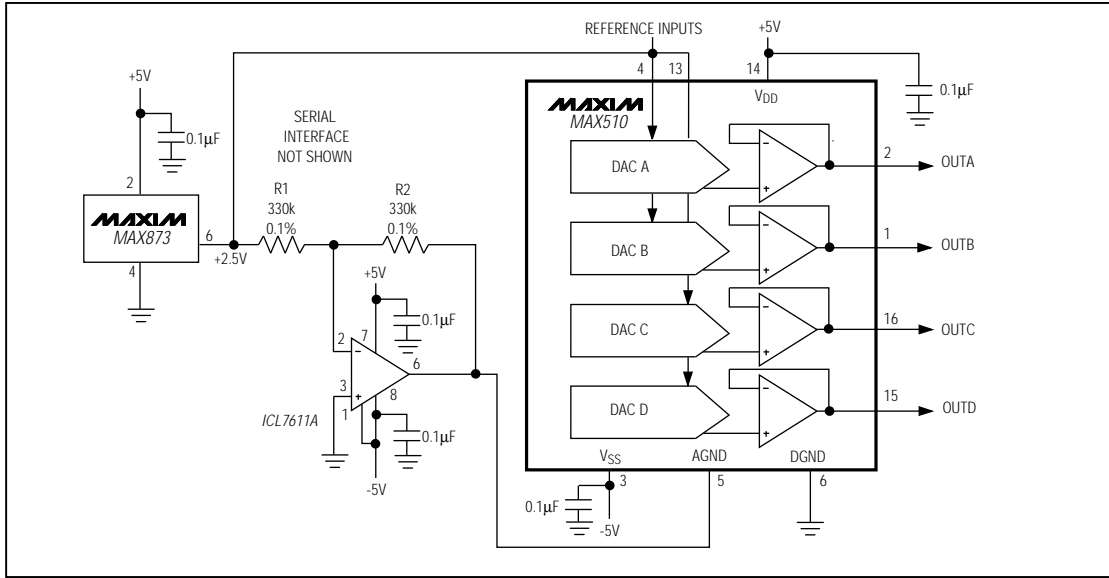 REFERENCE INPUTS
+5V
4
13
14
+5V
0.1µF
SERIAL
INTERFACE
NOT SHOWN
2
MAXIM
MAX873
6
+2.5V
4
R1
330k
0.1%
R2
330k
0.1%
+5V
0.1µF
2
7
-
6
3
+
1
8
ICL7611A
0.1µF
-5V
MAXIM
MAX510
VDD
0.1µF
DAC A
-
+
2
OUTA
DAC B
-
+
1
OUTB
DAC C
-
+
16
OUTC
DAC D
-
+
15
OUTD
VSS
AGND
DGND
3
5
6
0.1µF
-5V